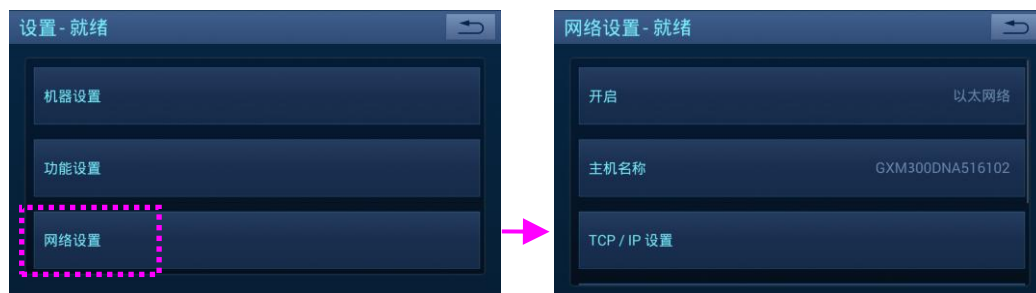 设置-就绪
机器设置
功能设置
网络设置
网络设置-就绪
开启 以太网络
主机名称 GXM300DNA516102
TCP / IP 设置